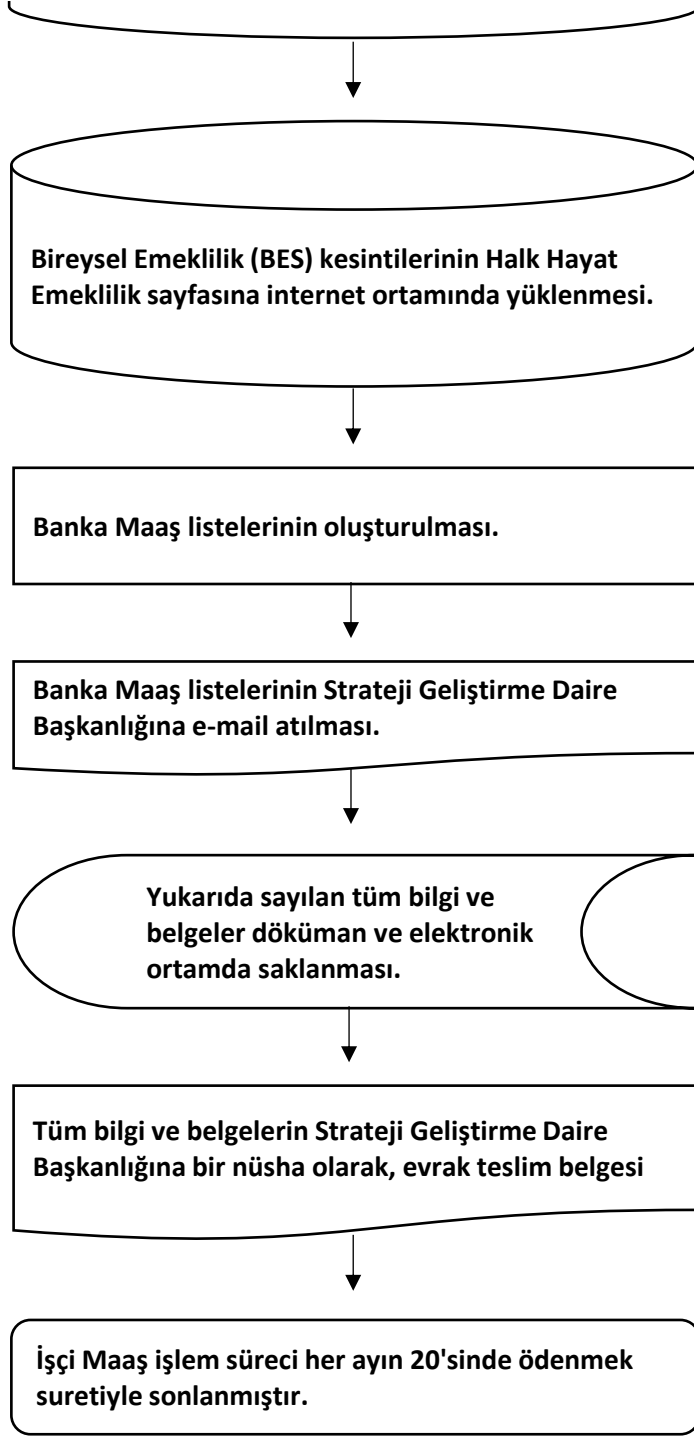 Bireysel Emeklilik (BES) kesintilerinin Halk Hayat
Emeklilik sayfasına internet ortamında yüklenmesi.
Banka Maaş listelerinin oluşturulması.
Banka Maaş listelerinin Strateji Geliştirme Daire
Başkanlığına e-mail atılması.
Yukarıda sayılan tüm bilgi ve
belgeler döküman ve elektronik
ortamda saklanması.
Tüm bilgi ve belgelerin Strateji Geliştirme Daire
Başkanlığına bir nüsha olarak, evrak teslim belgesi
İşçi Maaş işlem süreci her ayın 20'sinde ödenmek
suretiyle sonlanmıştır.